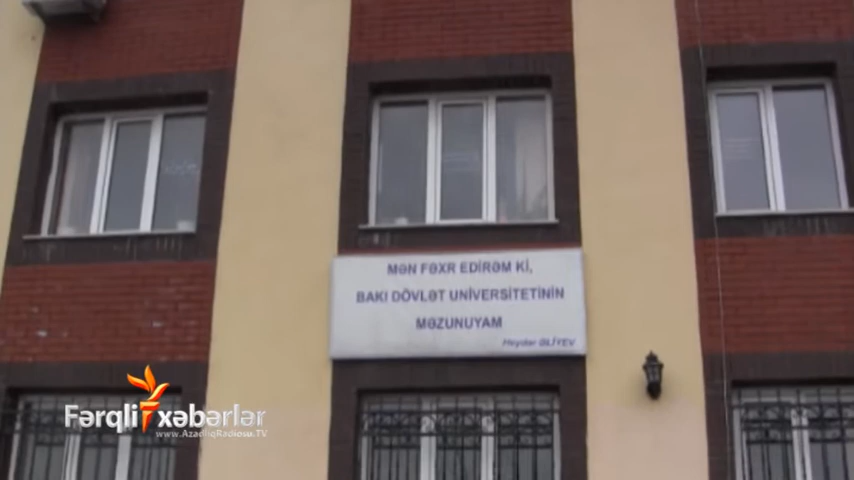 MƏN FƏXR EDİRƏM Kİ,
BAKI DÖVLƏT UNİVERSİTETİNİN
MƏZUNUYAM
Heydər ƏLİYEV
Fərqli xəbərlər
www.AzadliqRadiosu.TV